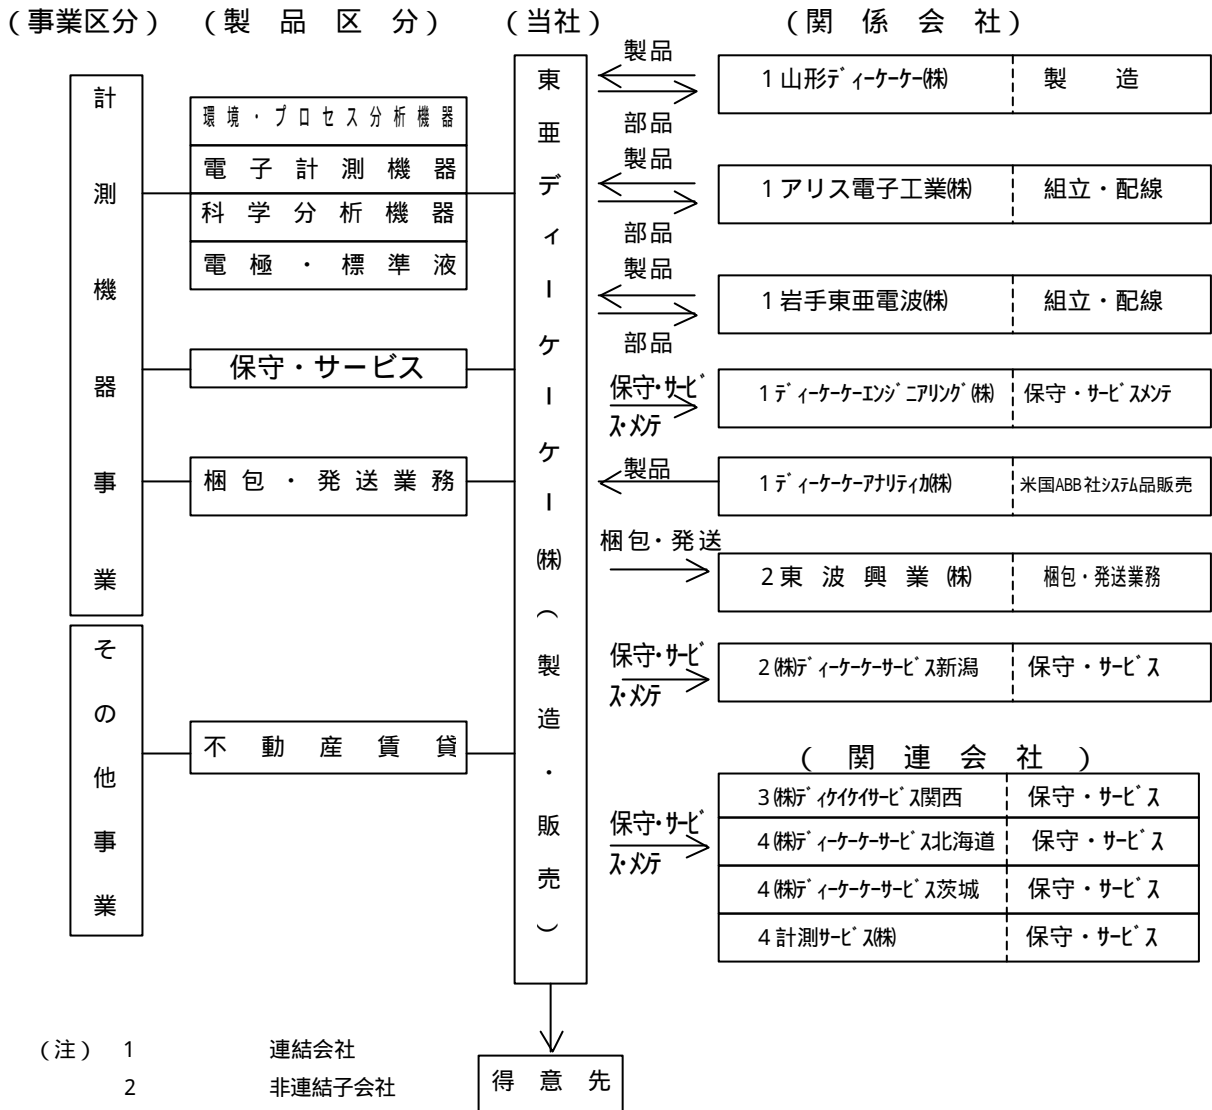 (事業区分) (製品区分) (当社) (関係会社)
計測機器事業
環境・プロセス分析機器
電子計測機器
科学分析機器
電極・標準液
保守・サービス
梱包・発送業務
その他事業
不動産賃貸
東亜ディーケーケー㈱(製造・販売)
製品
部品
1山形ディーケーケー(株) 製造
製品
部品
1アリス電子工業㈱ 組立・配線
製品
部品
1岩手東亜電波㈱ 組立・配線
保守・サービ
ス・メンテ
1ディーケーケーエンジニアリング(株) 保守・サービスメンテ
製品
1ディーケーケーアナリティカ㈱ 米国ABB社システム品販売
梱包・発送
2東波興業㈱ 梱包・発送業務
保守・サービ
ス・メンテ
2㈱ディーケーケーサービス新潟 保守・サービス
(関連会社)
保守・サービ
ス・メンテ
3㈱ディケイケイサービス関西 保守・サービス
4㈱ディーケーケーサービス北海道 保守・サービス
4㈱ディーケーケーサービス茨城 保守・サービス
4計測サービス㈱ 保守・サービス
得意先
(注) 1 連結会社
2 非連結子会社